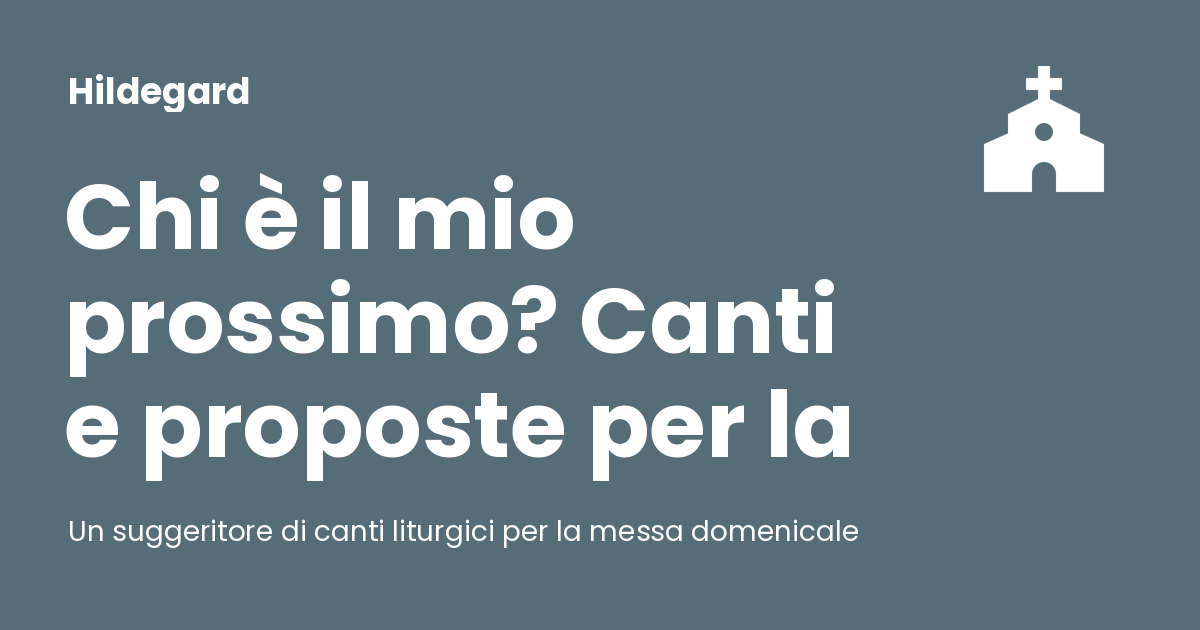 Hildegard
Chi è il mio
prossimo? Canti
e proposte per la
Un suggeritore di canti liturgici per la messa domenicale